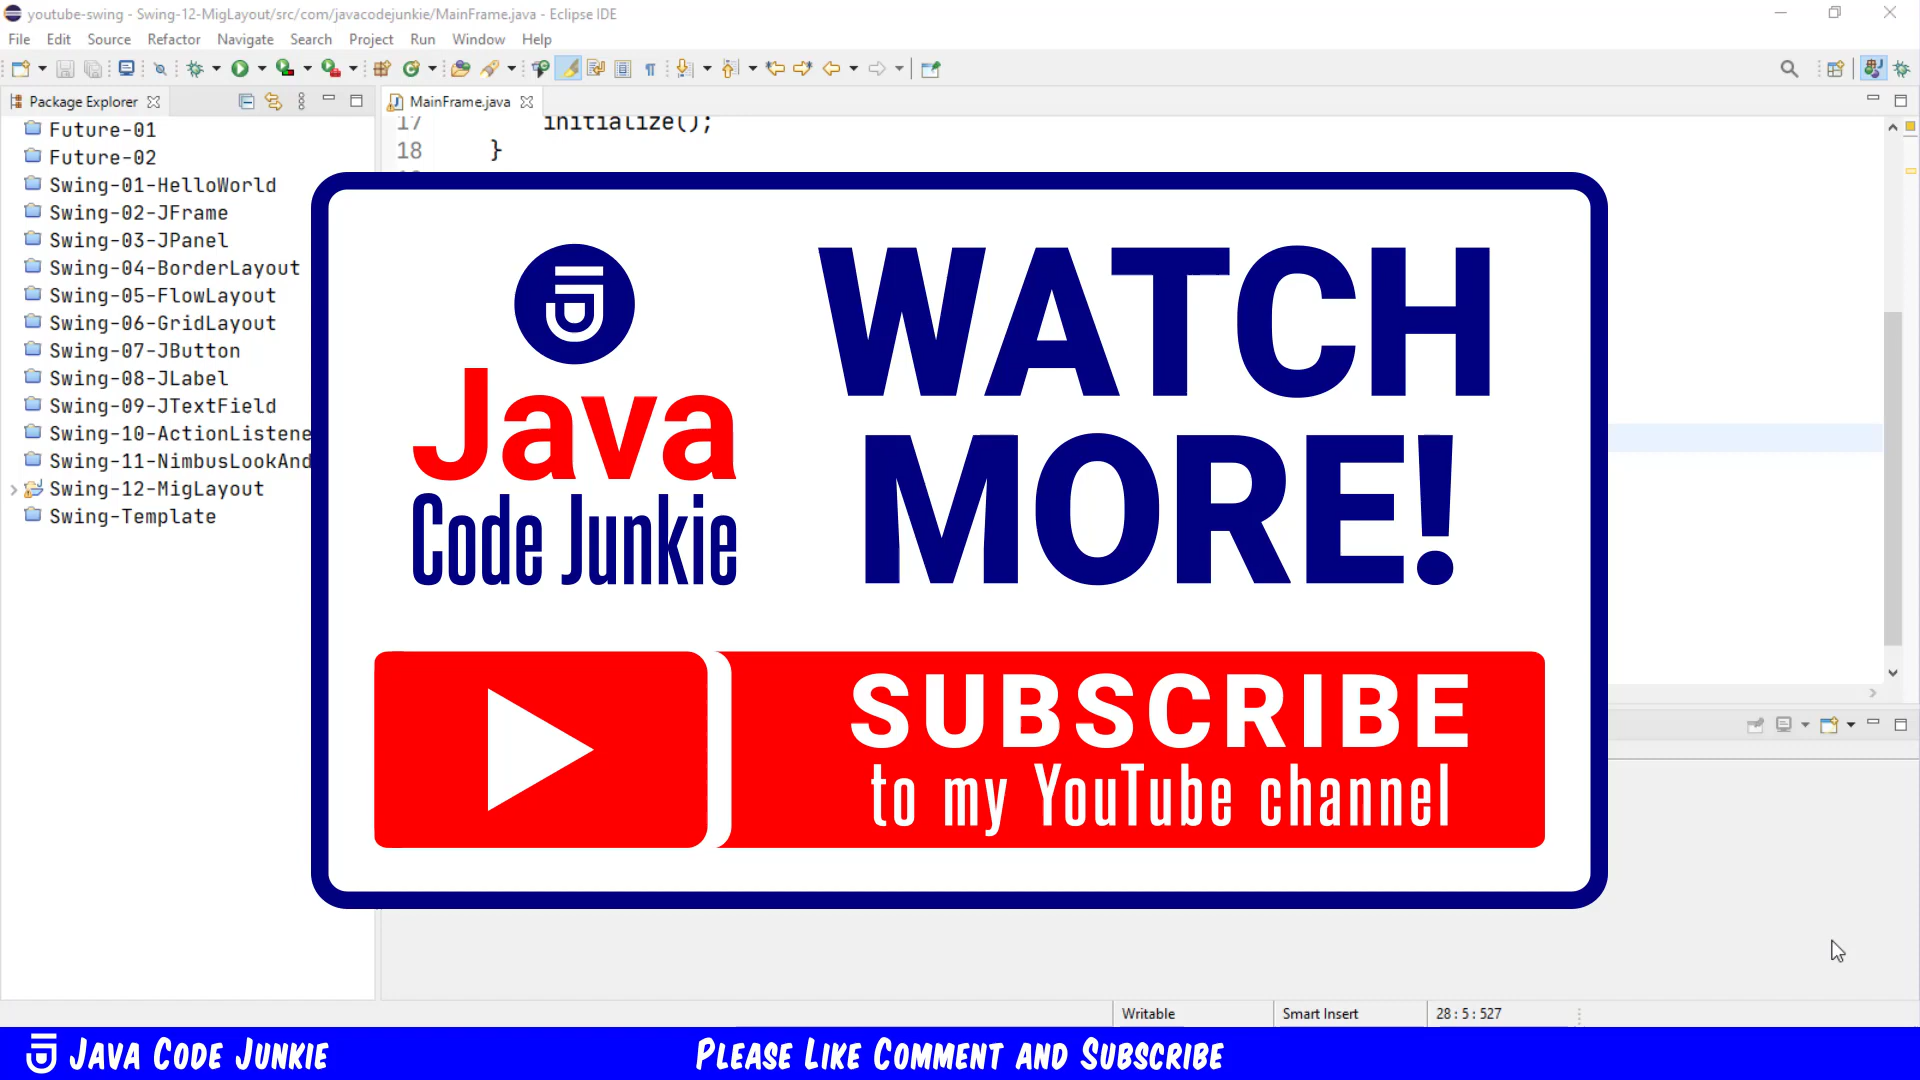 youtube-swing - Swing-12-MigLayout/src/com/javacodejunkie/MainFrame.java - Eclipse IDE
File Edit Source Refactor Navigate Search Project Run Window Help
Package Explorer
MainFrame.java
Future-01
Future-02
Swing-01-HelloWorld
Swing-02-JFrame
Swing-03-JPanel
Swing-04-BorderLayout
Swing-05-FlowLayout
Swing-06-GridLayout
Swing-07-JButton
Swing-08-JLabel
Swing-09-JTextField
Swing-10-ActionListene
Swing-11-NimbusLookAnd
Swing-12-MigLayout
Swing-Template
17 initialize();
18 }
Java
Code Junkie
WATCH
MORE!
SUBSCRIBE
to my YouTube channel
Writable Smart Insert 28 : 5 : 527
JAVA CODE JUNKIE
PLEASE LIKE COMMENT AND SUBSCRIBE